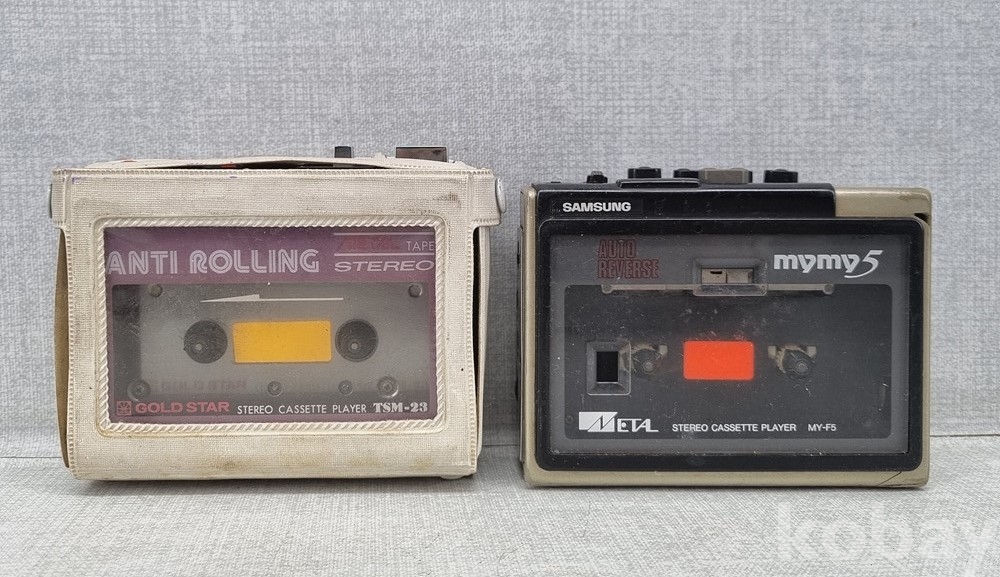 METAL TAPE
ANTI ROLLING STEREO
GOLD STAR
GOLD STAR STEREO CASSETTE PLAYER TSM-23
SAMSUNG
AUTO REVERSE
mymy5
METAL STEREO CASSETTE PLAYER MY-F5
kobay